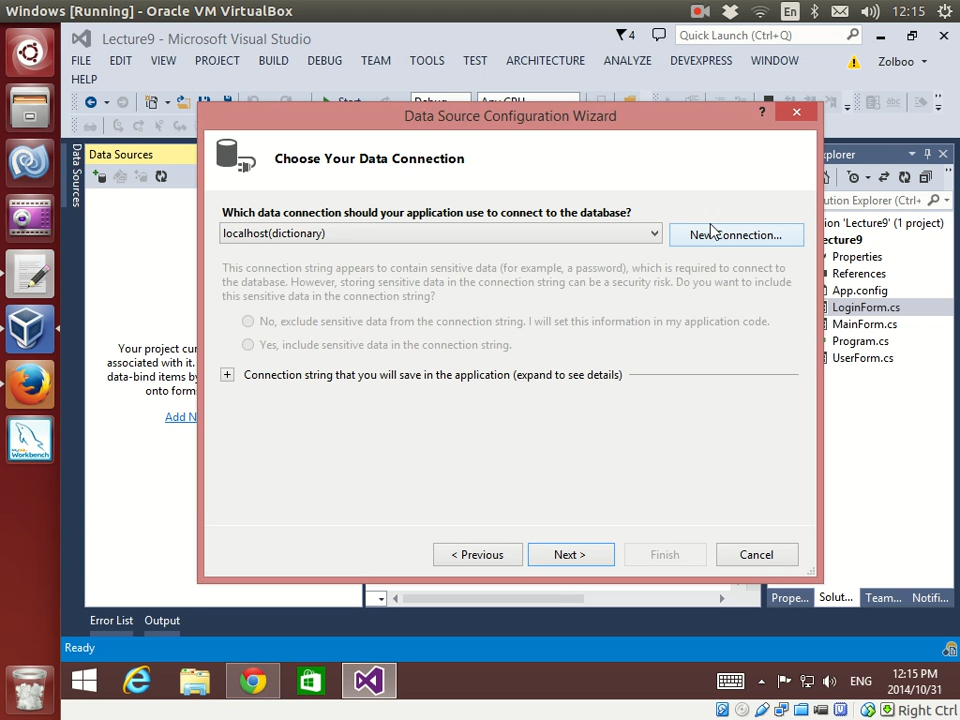 Windows [Running] - Oracle VM VirtualBox
En
12:15
Lecture9 - Microsoft Visual Studio
4
Quick Launch (Ctrl+Q)
FILE EDIT VIEW PROJECT BUILD DEBUG TEAM TOOLS TEST ARCHITECTURE ANALYZE DEVEXPRESS WINDOW
Zolboo
HELP
Start
Debug
Any CPU
Data Source Configuration Wizard
?
Data Sources
Data Sources
Choose Your Data Connection
xplorer
ution Explorer (Ctrl+
Which data connection should your application use to connect to the database?
localhost(dictionary)
New Connection...
ion 'Lecture9' (1 project)
ecture9
Properties
References
App.config
LoginForm.cs
MainForm.cs
Program.cs
UserForm.cs
This connection string appears to contain sensitive data (for example, a password), which is required to connect to
the database. However, storing sensitive data in the connection string can be a security risk. Do you want to include
this sensitive data in the connection string?
No, exclude sensitive data from the connection string. I will set this information in my application code.
Yes, include sensitive data in the connection string.
Connection string that you will save in the application (expand to see details)
Your project cur
associated with it.
data-bind items by
onto form
Add N
MySQL
Workbench
< Previous
Next >
Finish
Cancel
Prope... Solut... Team... Notifi...
Error List Output
Ready
ENG
12:15 PM
2014/10/31
Right Ctrl